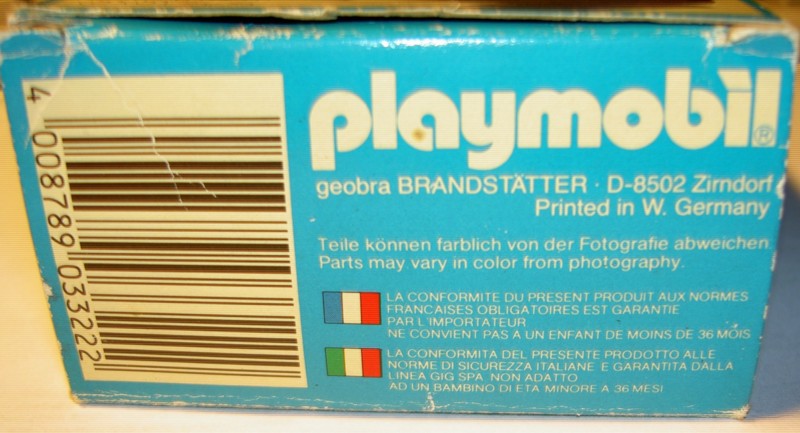 playmobil®
geobra BRANDSTÄTTER · D-8502 Zirndorf
Printed in W. Germany
Teile können farblich von der Fotografie abweichen
Parts may vary in color from photography.
LA CONFORMITE DU PRESENT PRODUIT AUX NORMES
FRANCAISES OBLIGATOIRES EST GARANTIE
PAR L'IMPORTATEUR
NE CONVIENT PAS A UN ENFANT DE MOINS DE 36 MOIS
LA CONFORMITA DEL PRESENTE PRODOTTO ALLE
NORME DI SICUREZZA ITALIANE E GARANTITA DALLA
LINEA GIG SPA. NON ADATTO
AD UN BAMBINO DI ETA MINORE A 36 MESI
4 008789 033222